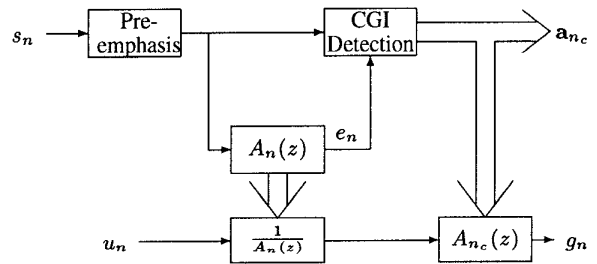 s_n
Pre-
emphasis
CGI
Detection
a_{n_c}
A_n(z)
e_n
u_n
1/A_n(z)
A_{n_c}(z)
g_n